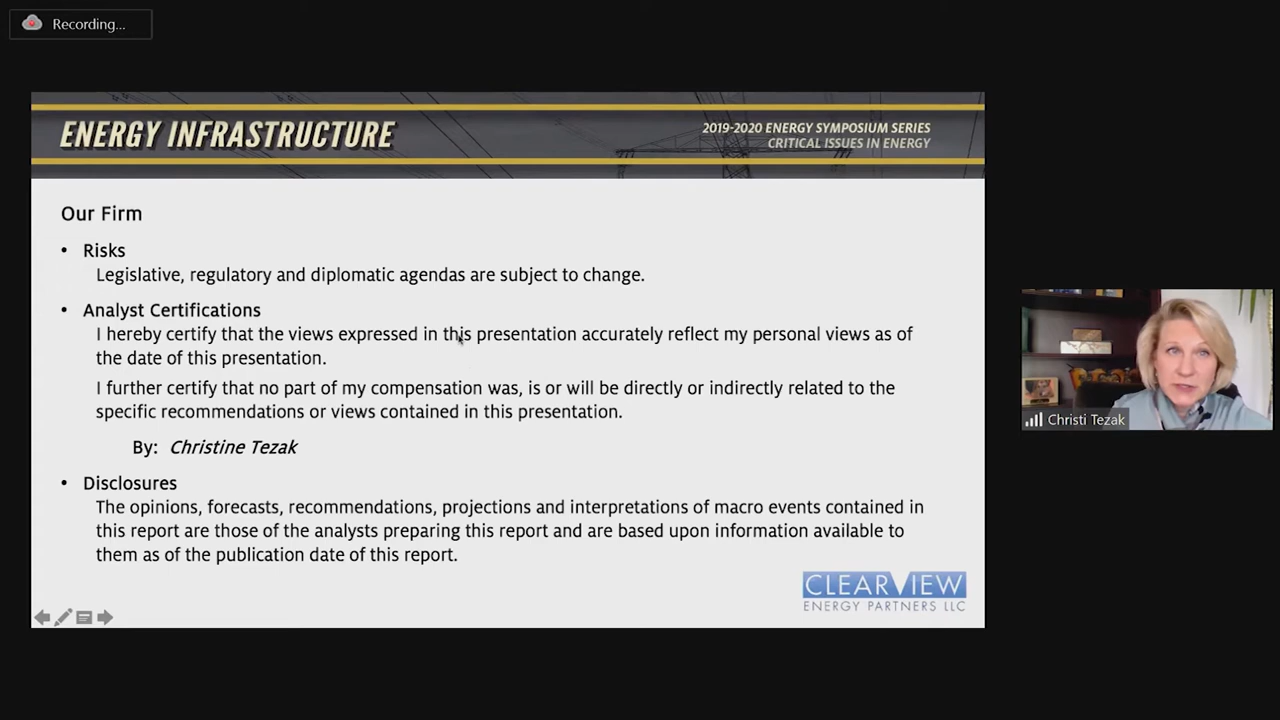 Recording...
ENERGY INFRASTRUCTURE
2019-2020 ENERGY SYMPOSIUM SERIES
CRITICAL ISSUES IN ENERGY
Our Firm
• Risks
Legislative, regulatory and diplomatic agendas are subject to change.
• Analyst Certifications
I hereby certify that the views expressed in this presentation accurately reflect my personal views as of
the date of this presentation.
I further certify that no part of my compensation was, is or will be directly or indirectly related to the
specific recommendations or views contained in this presentation.
By: Christine Tezak
• Disclosures
The opinions, forecasts, recommendations, projections and interpretations of macro events contained in
this report are those of the analysts preparing this report and are based upon information available to
them as of the publication date of this report.
CLEARVIEW
ENERGY PARTNERS LLC
Christi Tezak